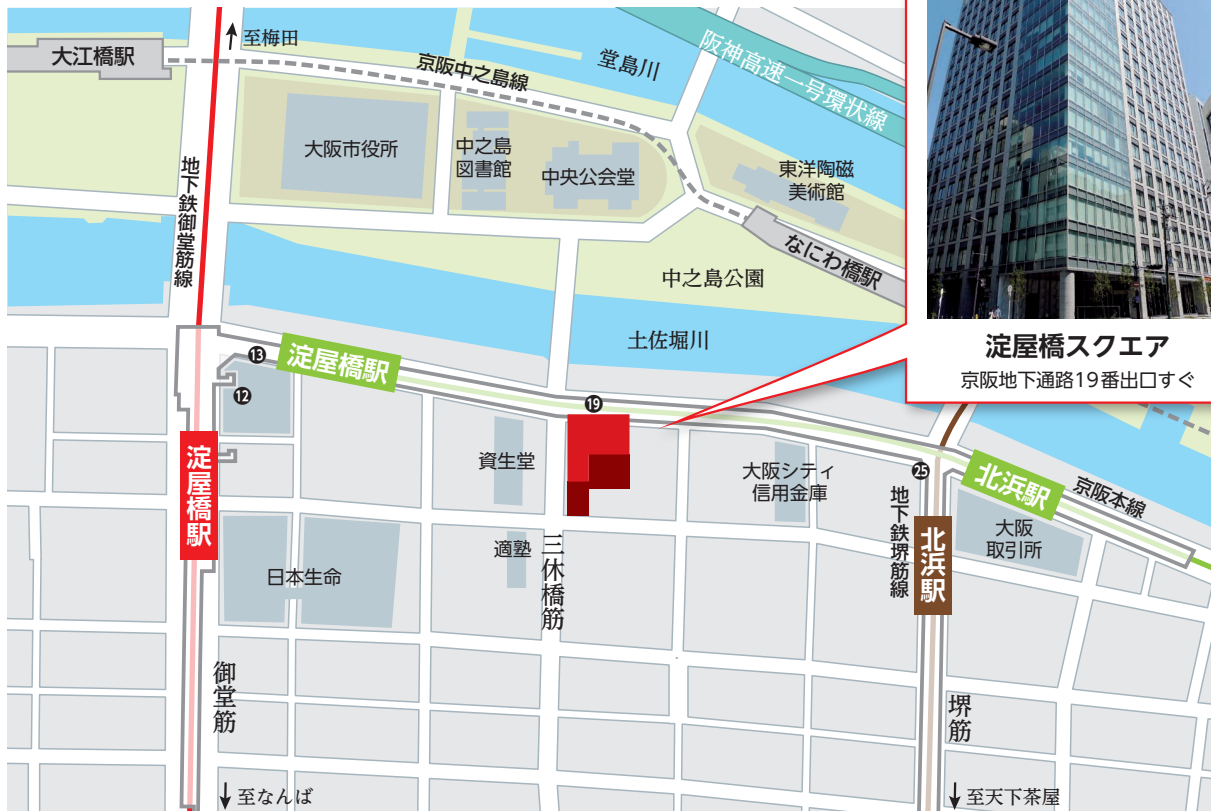 大江橋駅
至梅田
京阪中之島線
堂島川
阪神高速一号環状線
大阪市役所
中之島
図書館
中央公会堂
東洋陶磁
美術館
地下鉄御堂筋線
なにわ橋駅
中之島公園
土佐堀川
淀屋橋スクエア
京阪地下通路19番出口すぐ
⓭
淀屋橋駅
⓬
⓳
淀屋橋駅
資生堂
大阪シティ
信用金庫
㉕
北浜駅
京阪本線
地下鉄堺筋線
北浜駅
大阪
取引所
適塾
三休橋筋
日本生命
御堂筋
堺筋
至なんば
至天下茶屋